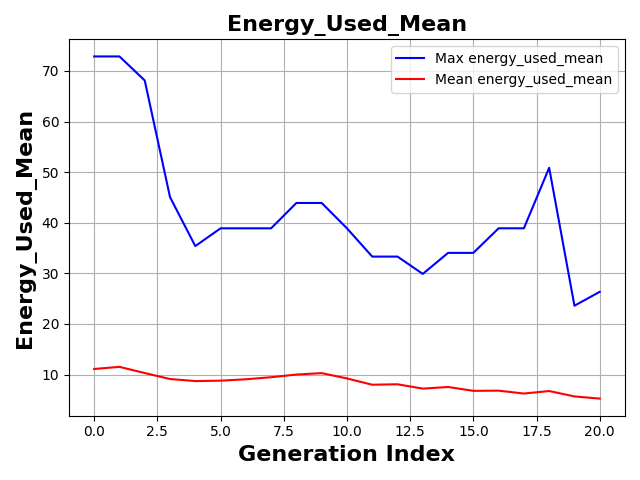 Energy_Used_Mean
Max energy_used_mean
Mean energy_used_mean
Energy_Used_Mean
70
60
50
40
30
20
10
0.0 2.5 5.0 7.5 10.0 12.5 15.0 17.5 20.0
Generation Index